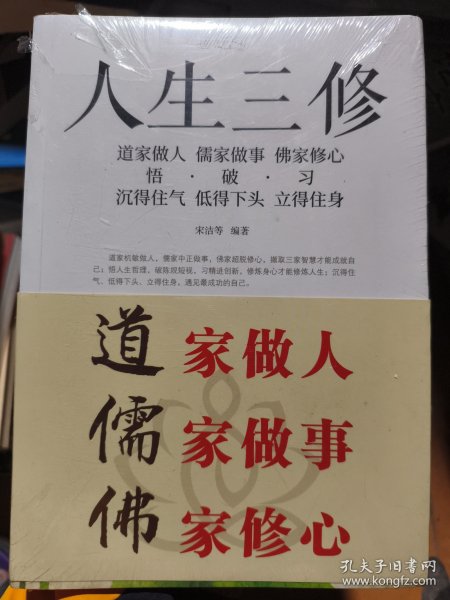 人生三修
道家做人 儒家做事 佛家修心
悟·破·习
沉得住气 低得下头 立得住身
宋洁等 编著
道家机敏做人，儒家中正做事，佛家超脱修心，撷取三家智慧才能成就自
己；悟人生哲理，破陈规短视，习精进创新，修炼身心才能修炼人生；沉得住
气、低得下头、立得住身，遇见最成功的自己。
道家做人
儒家做事
佛家修心
孔夫子旧书网
www.kongfz.com